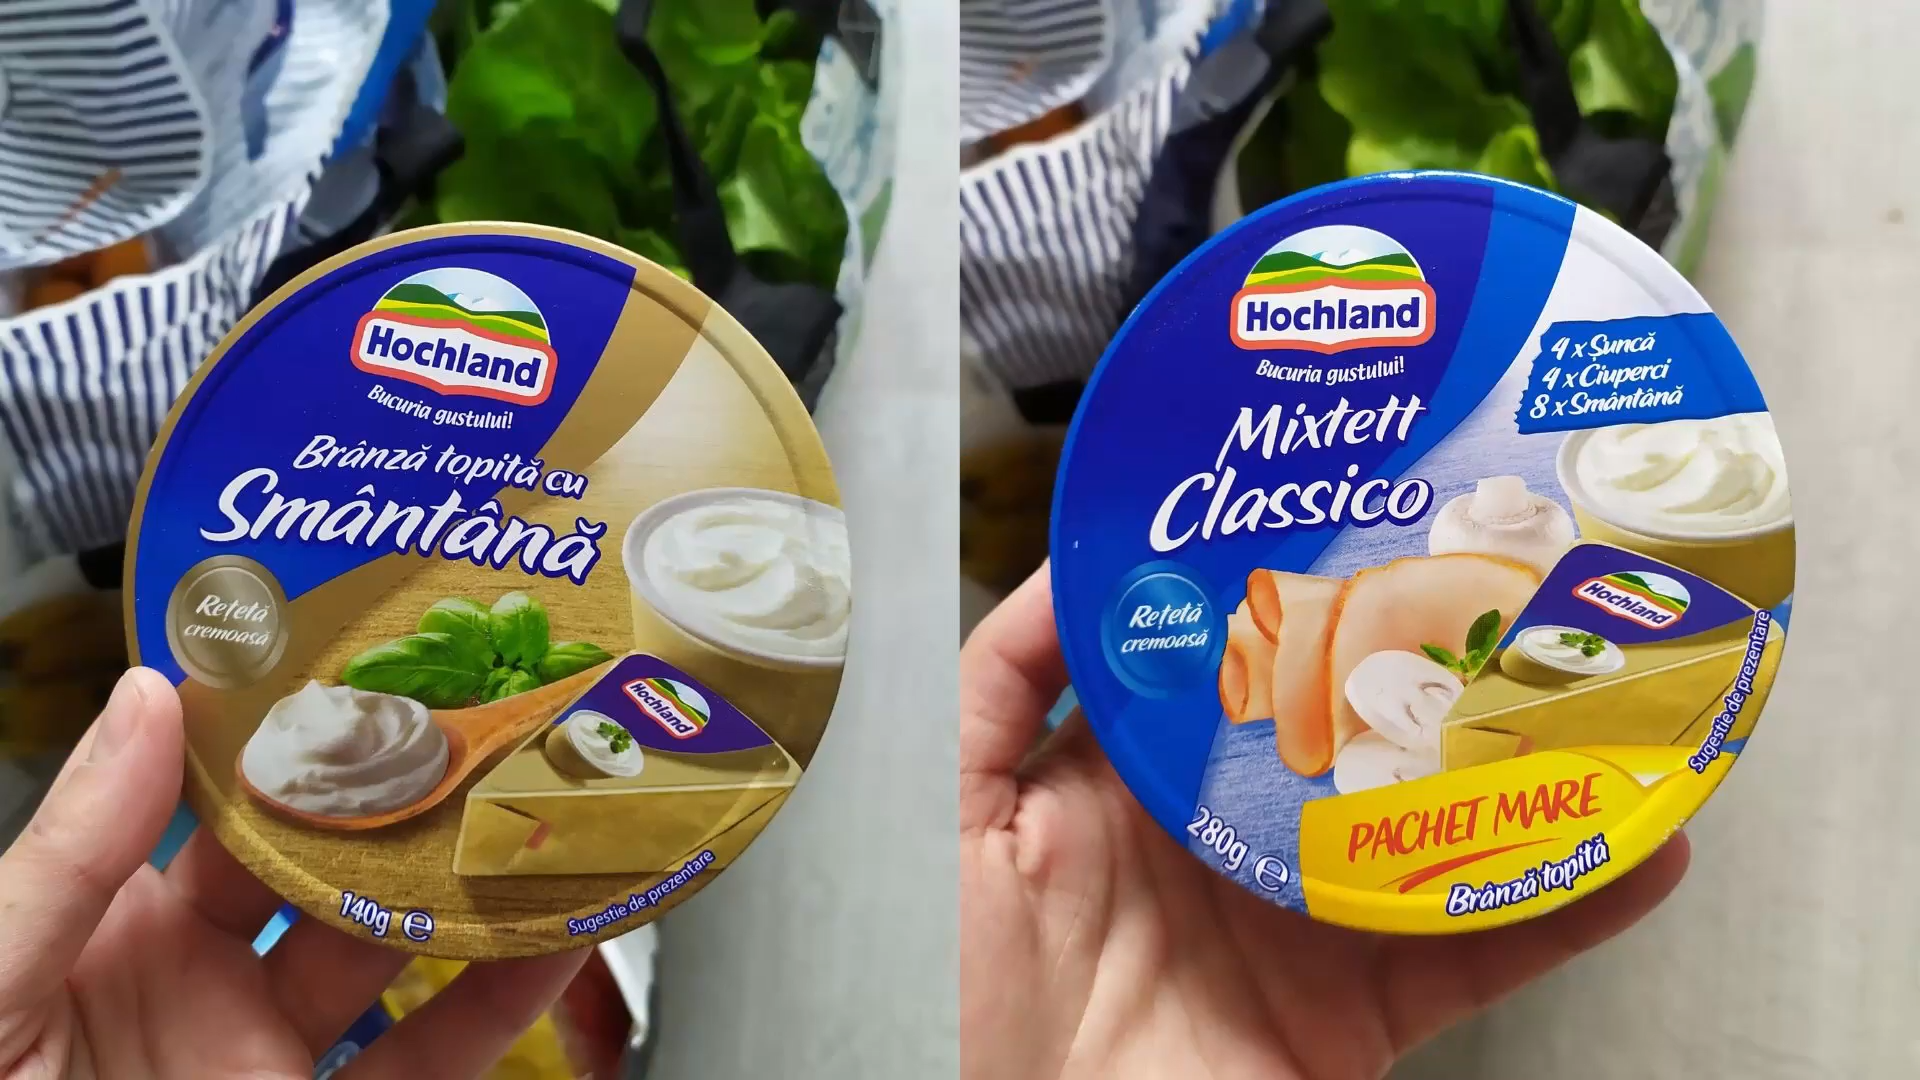 Hochland
Bucuria gustului!
Brânză topită cu
Smântână
Rețetă
cremoasă
Hochland
140g e
Sugestie de prezentare
Hochland
Bucuria gustului!
Mixtett
Classico
4 x Șuncă
4 x Ciuperci
8 x Smântână
Rețetă
cremoasă
Hochland
Sugestie de prezentare
280g e
PACHET MARE
Brânză topită